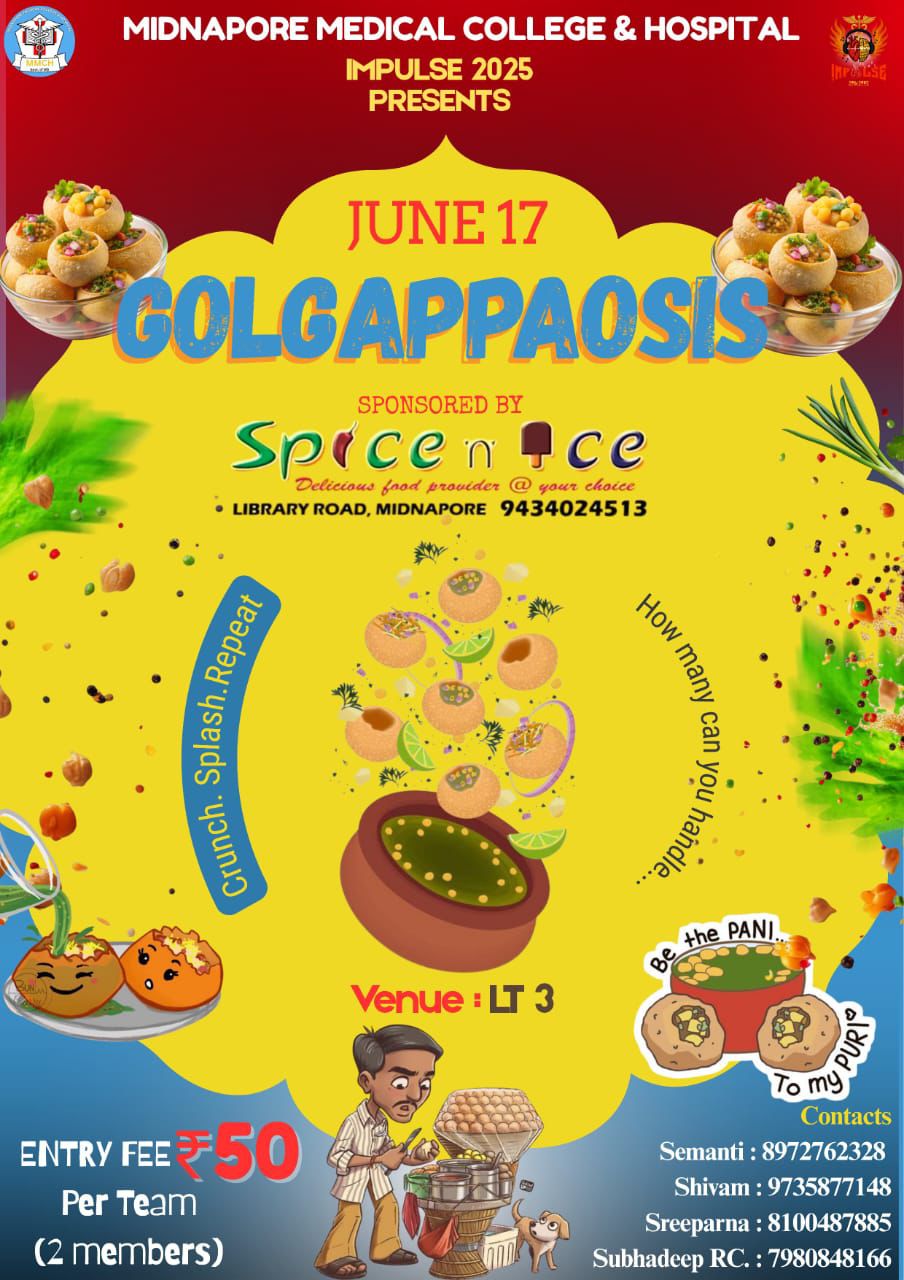 MIDNAPORE MEDICAL COLLEGE & HOSPITAL
IMPULSE 2025
PRESENTS
MMCH
IMPULSE
JUNE 17
GOLGAPPAOSIS
SPONSORED BY
Spice n' Ice
Delicious food provider @ your choice
LIBRARY ROAD, MIDNAPORE 9434024513
Crunch. Splash.Repeat
How many can you handle...
Be the PANI...
To my PURI
Venue : LT 3
ENTRY FEE ₹50
Per Team
(2 members)
Contacts
Semanti : 8972762328
Shivam : 9735877148
Sreeparna : 8100487885
Subhadeep RC. : 7980848166